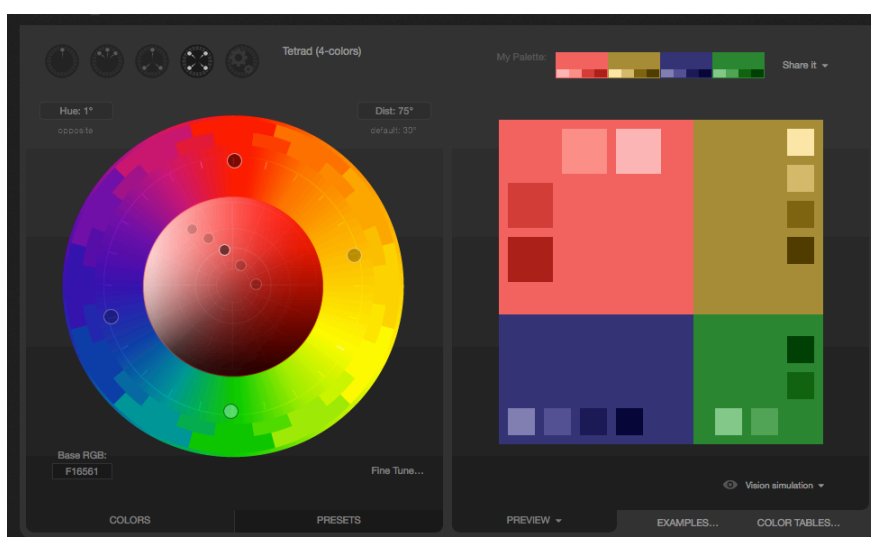 Tetrad (4-colors)
My Palette:
Share it
Hue: 1°
opposite
Dist: 75°
default: 30°
Base RGB:
F16561
Fine Tune...
Vision simulation
COLORS
PRESETS
PREVIEW
EXAMPLES...
COLOR TABLES...